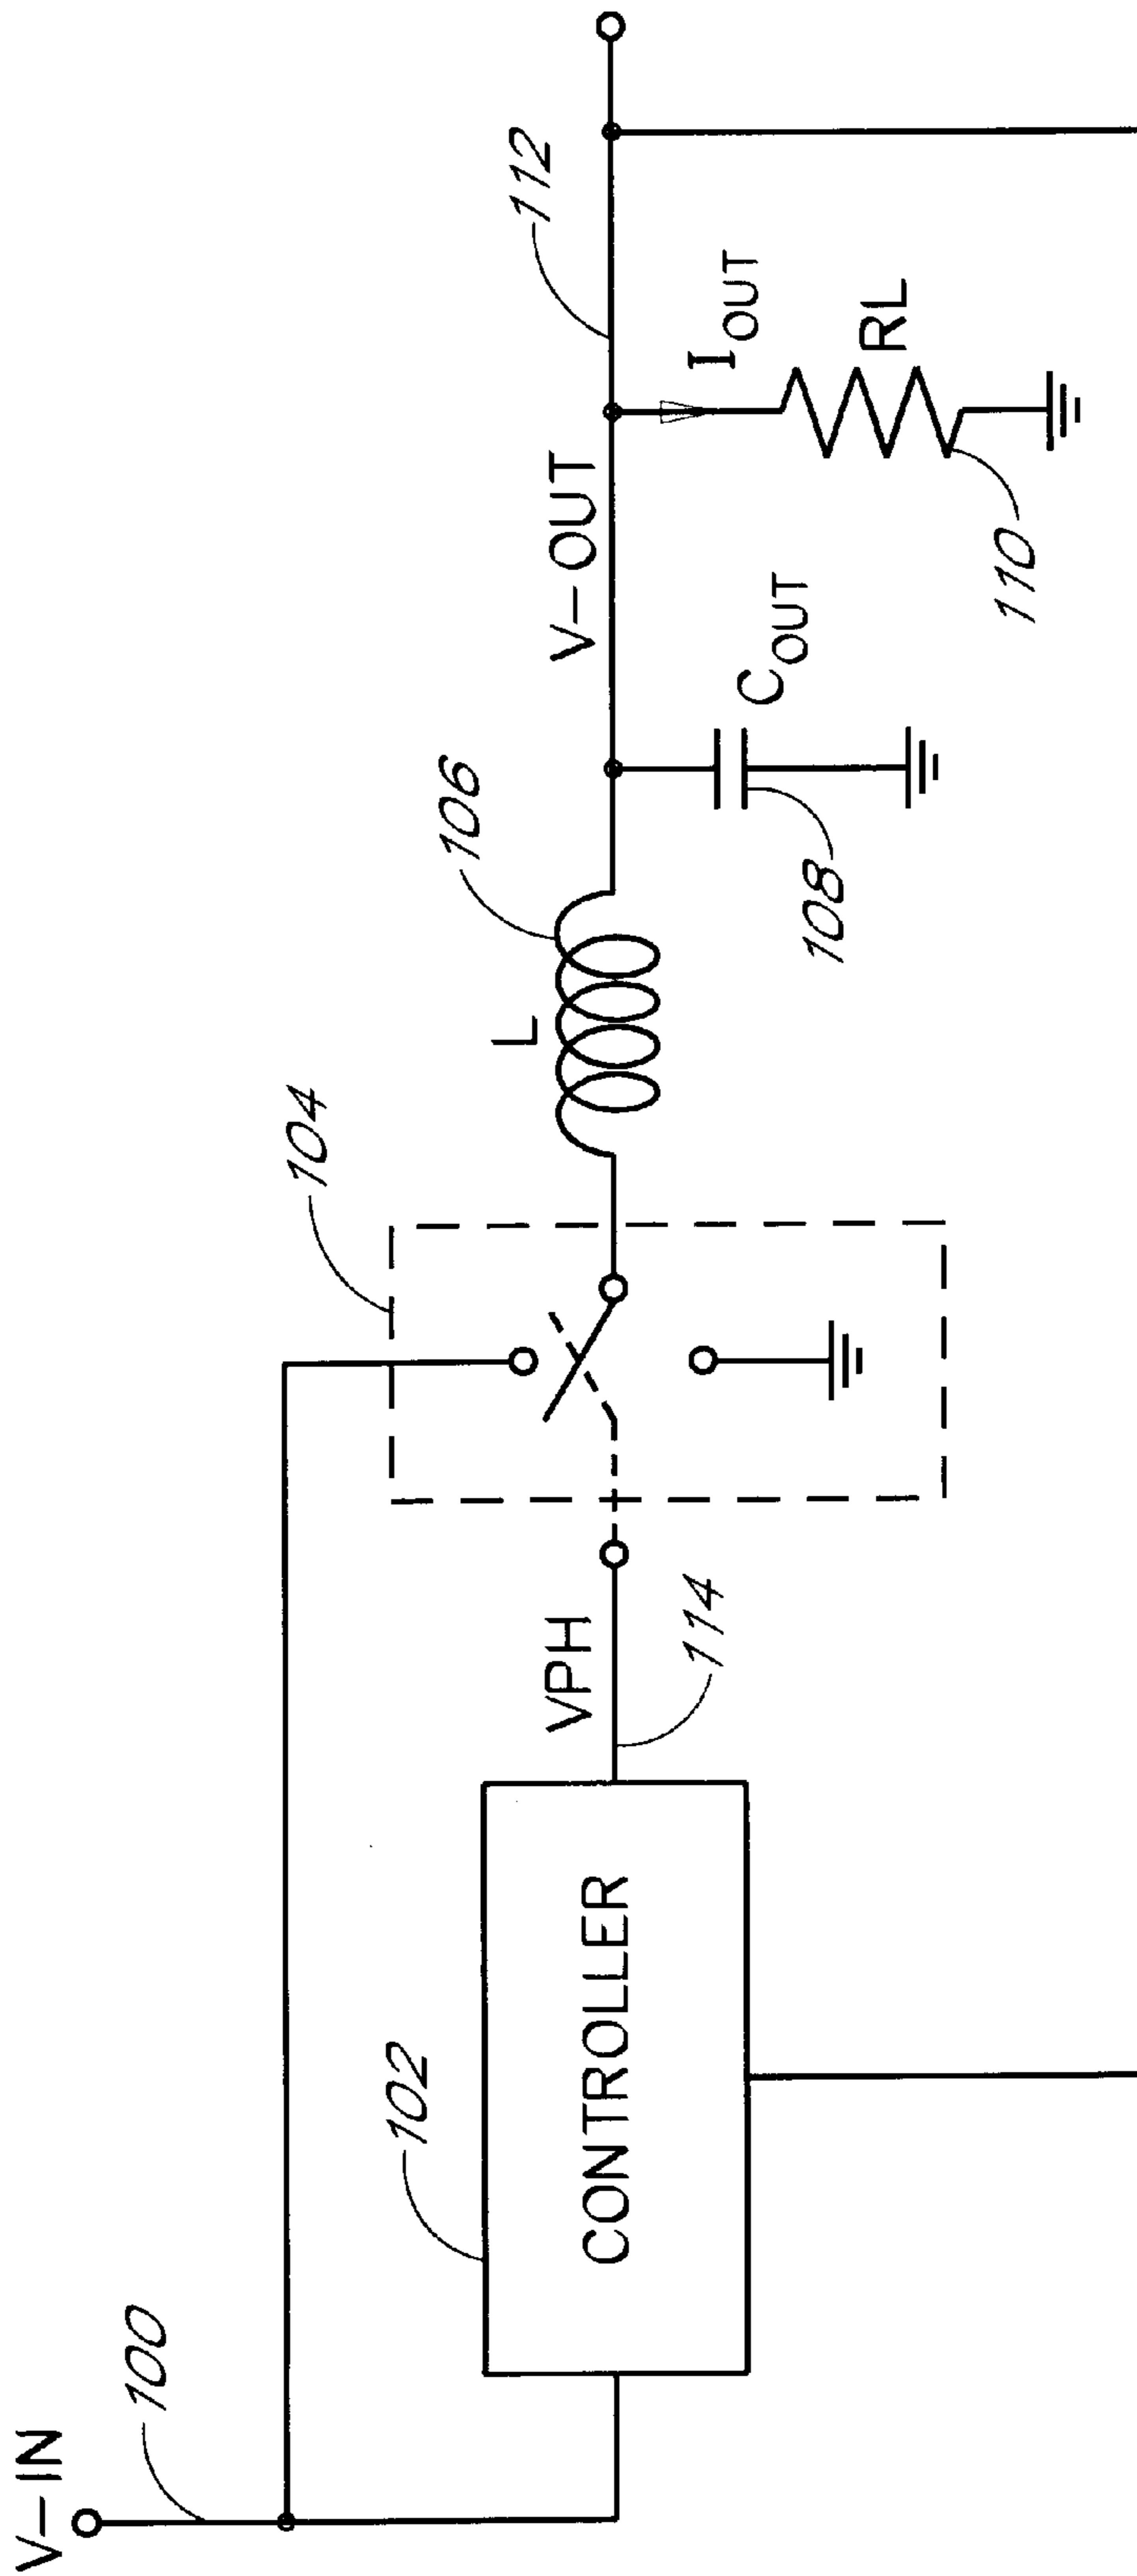 V-IN
100
102
CONTROLLER
VPH
114
104
L
106
108
C_OUT
V-OUT
110
RL
I_OUT
112